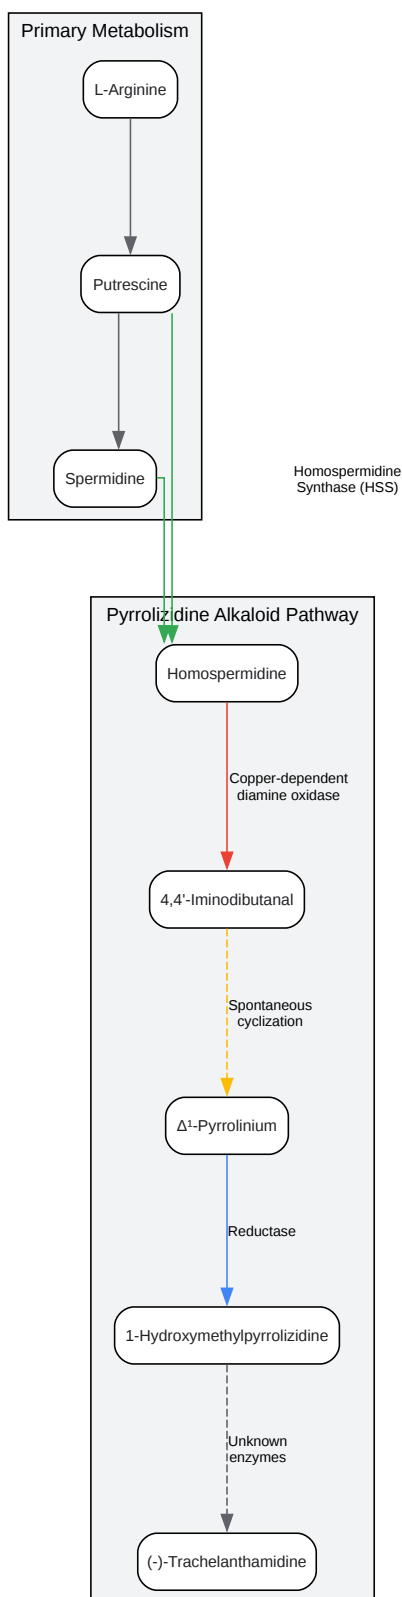 Primary Metabolism
L-Arginine
Putrescine
Spermidine
Homospermidine
Synthase (HSS)
Pyrrolizidine Alkaloid Pathway
Homospermidine
Copper-dependent
diamine oxidase
4,4'-Iminodibutanal
Spontaneous
cyclization
Δ¹-Pyrrolinium
Reductase
1-Hydroxymethylpyrrolizidine
Unknown
enzymes
(-)-Trachelanthamidine